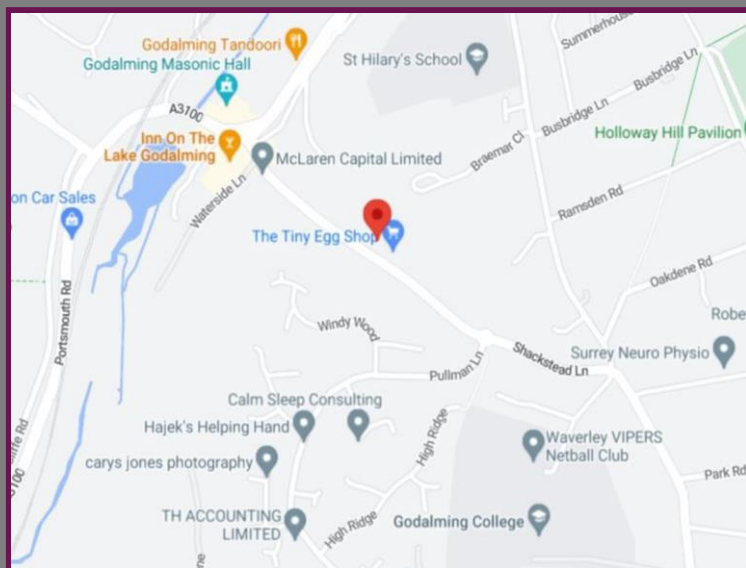 Summerhouse
Godalming Tandoori
St Hilary's School
Godalming Masonic Hall
Busbridge Ln
A3100
Busbridge Ln
Holloway Hill Pavilion
Inn On The
Lake Godalming
McLaren Capital Limited
Braemar Cl
on Car Sales
Waterside Ln
Ramsden Rd
The Tiny Egg Shop
Oakdene Rd
Portsmouth Rd
Windy Wood
Robe
Shackstead Ln
Surrey Neuro Physio
Pullman Ln
Calm Sleep Consulting
Hajek's Helping Hand
High Ridge
Waverley VIPERS
Netball Club
carys jones photography
liffe Rd
Park Rd
3100
TH ACCOUNTING
LIMITED
Godalming College
High Ridge
ne